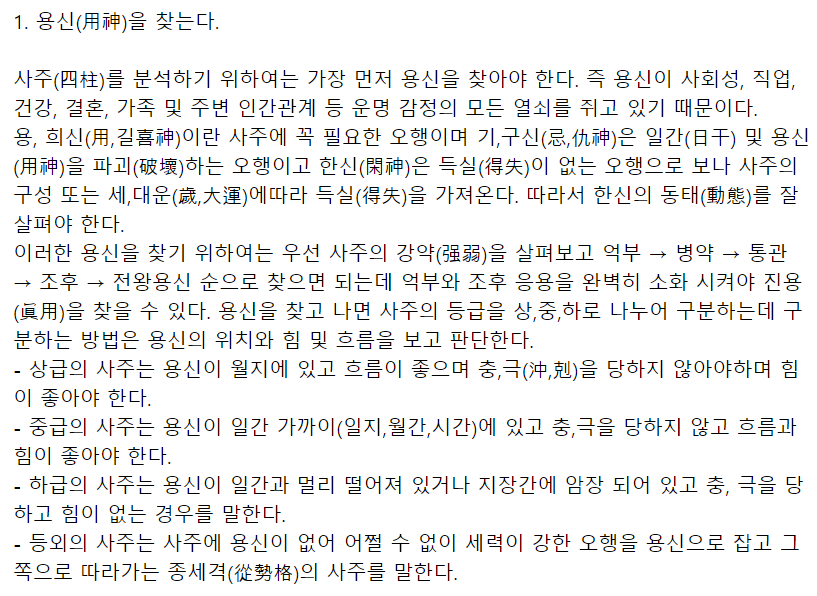 1. 용신(用神)을 찾는다.
사주(四柱)를 분석하기 위하여는 가장 먼저 용신을 찾아야 한다. 즉 용신이 사회성, 직업,
건강, 결혼, 가족 및 주변 인간관계 등 운명 감정의 모든 열쇠를 쥐고 있기 때문이다.
용, 희신(用,길喜神)이란 사주에 꼭 필요한 오행이며 기,구신(忌,仇神)은 일간(日干) 및 용신
(用神)을 파괴(破壞)하는 오행이고 한신(閑神)은 득실(得失)이 없는 오행으로 보나 사주의
구성 또는 세,대운(歲,大運)에따라 득실(得失)을 가져온다. 따라서 한신의 동태(動態)를 잘
살펴야 한다.
이러한 용신을 찾기 위하여는 우선 사주의 강약(强弱)을 살펴보고 억부 → 병약 → 통관
→ 조후 → 전왕용신 순으로 찾으면 되는데 억부와 조후 응용을 완벽히 소화 시켜야 진용
(眞用)을 찾을 수 있다. 용신을 찾고 나면 사주의 등급을 상,중,하로 나누어 구분하는데 구
분하는 방법은 용신의 위치와 힘 및 흐름을 보고 판단한다.
- 상급의 사주는 용신이 월지에 있고 흐름이 좋으며 충,극(沖,剋)을 당하지 않아야하며 힘
이 좋아야 한다.
- 중급의 사주는 용신이 일간 가까이(일지,월간,시간)에 있고 충,극을 당하지 않고 흐름과
힘이 좋아야 한다.
- 하급의 사주는 용신이 일간과 멀리 떨어져 있거나 지장간에 암장 되어 있고 충, 극을 당
하고 힘이 없는 경우를 말한다.
- 등외의 사주는 사주에 용신이 없어 어쩔 수 없이 세력이 강한 오행을 용신으로 잡고 그
쪽으로 따라가는 종세격(從勢格)의 사주를 말한다.